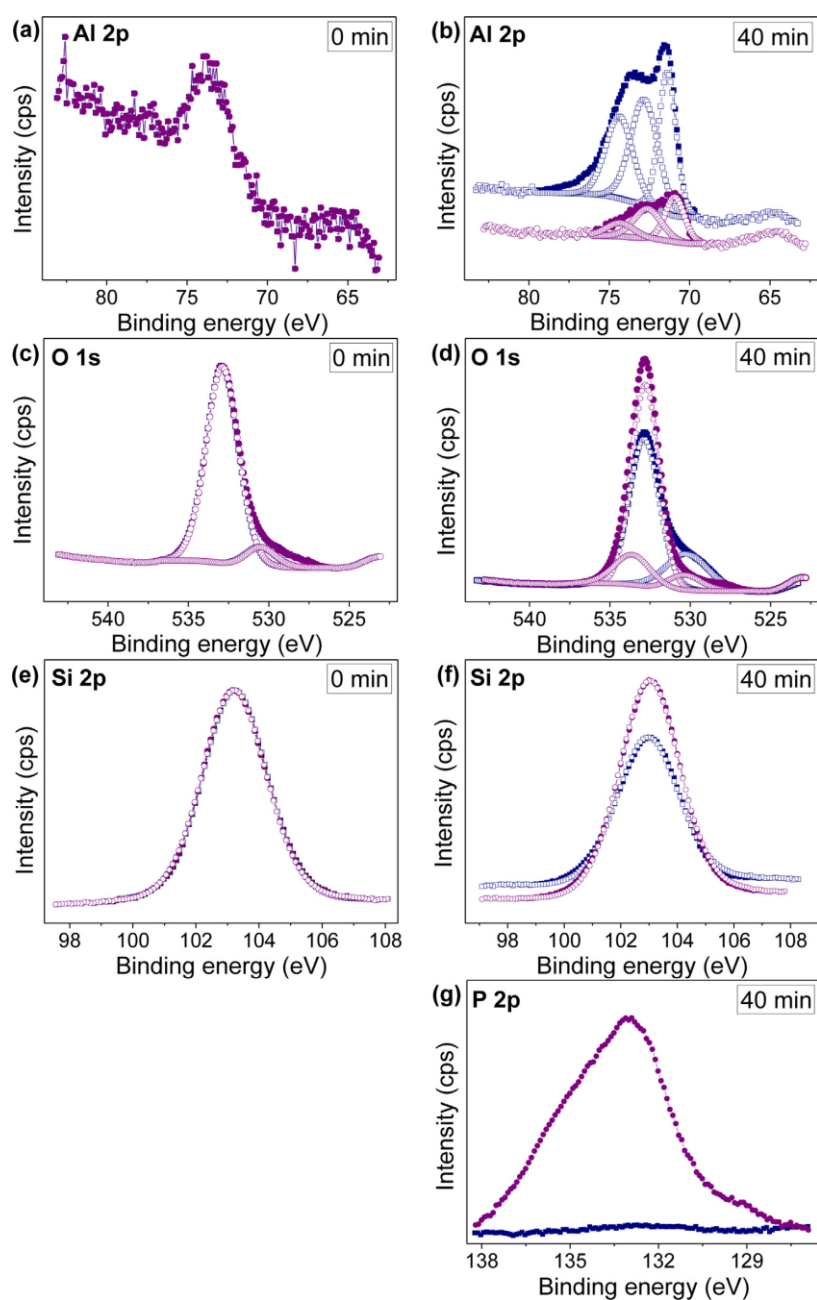 (a) Al 2p 0 min
Intensity (cps)
80 75 70 65
Binding energy (eV)
(b) Al 2p 40 min
Intensity (cps)
80 75 70 65
Binding energy (eV)
(c) O 1s 0 min
Intensity (cps)
540 535 530 525
Binding energy (eV)
(d) O 1s 40 min
Intensity (cps)
540 535 530 525
Binding energy (eV)
(e) Si 2p 0 min
Intensity (cps)
98 100 102 104 106 108
Binding energy (eV)
(f) Si 2p 40 min
Intensity (cps)
98 100 102 104 106 108
Binding energy (eV)
(g) P 2p 40 min
Intensity (cps)
138 135 132 129
Binding energy (eV)